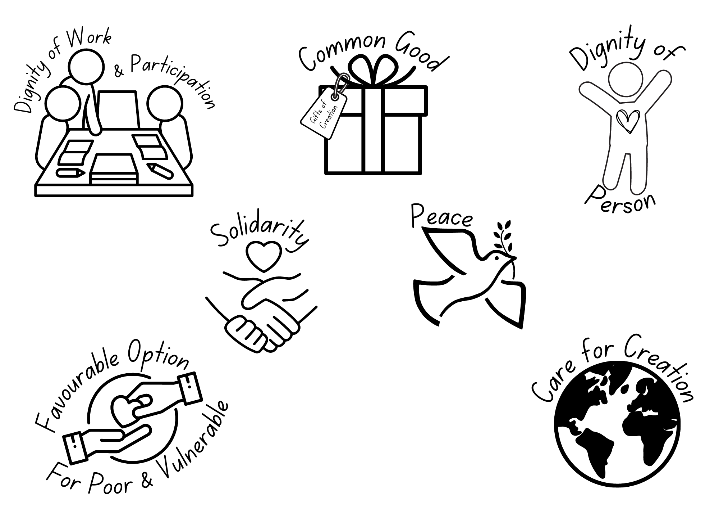 Dignity of Work
& Participation
Common Good
Gifts of
Creation
Dignity of
Person
Solidarity
Peace
Favourable Option
For Poor & Vulnerable
Care for Creation